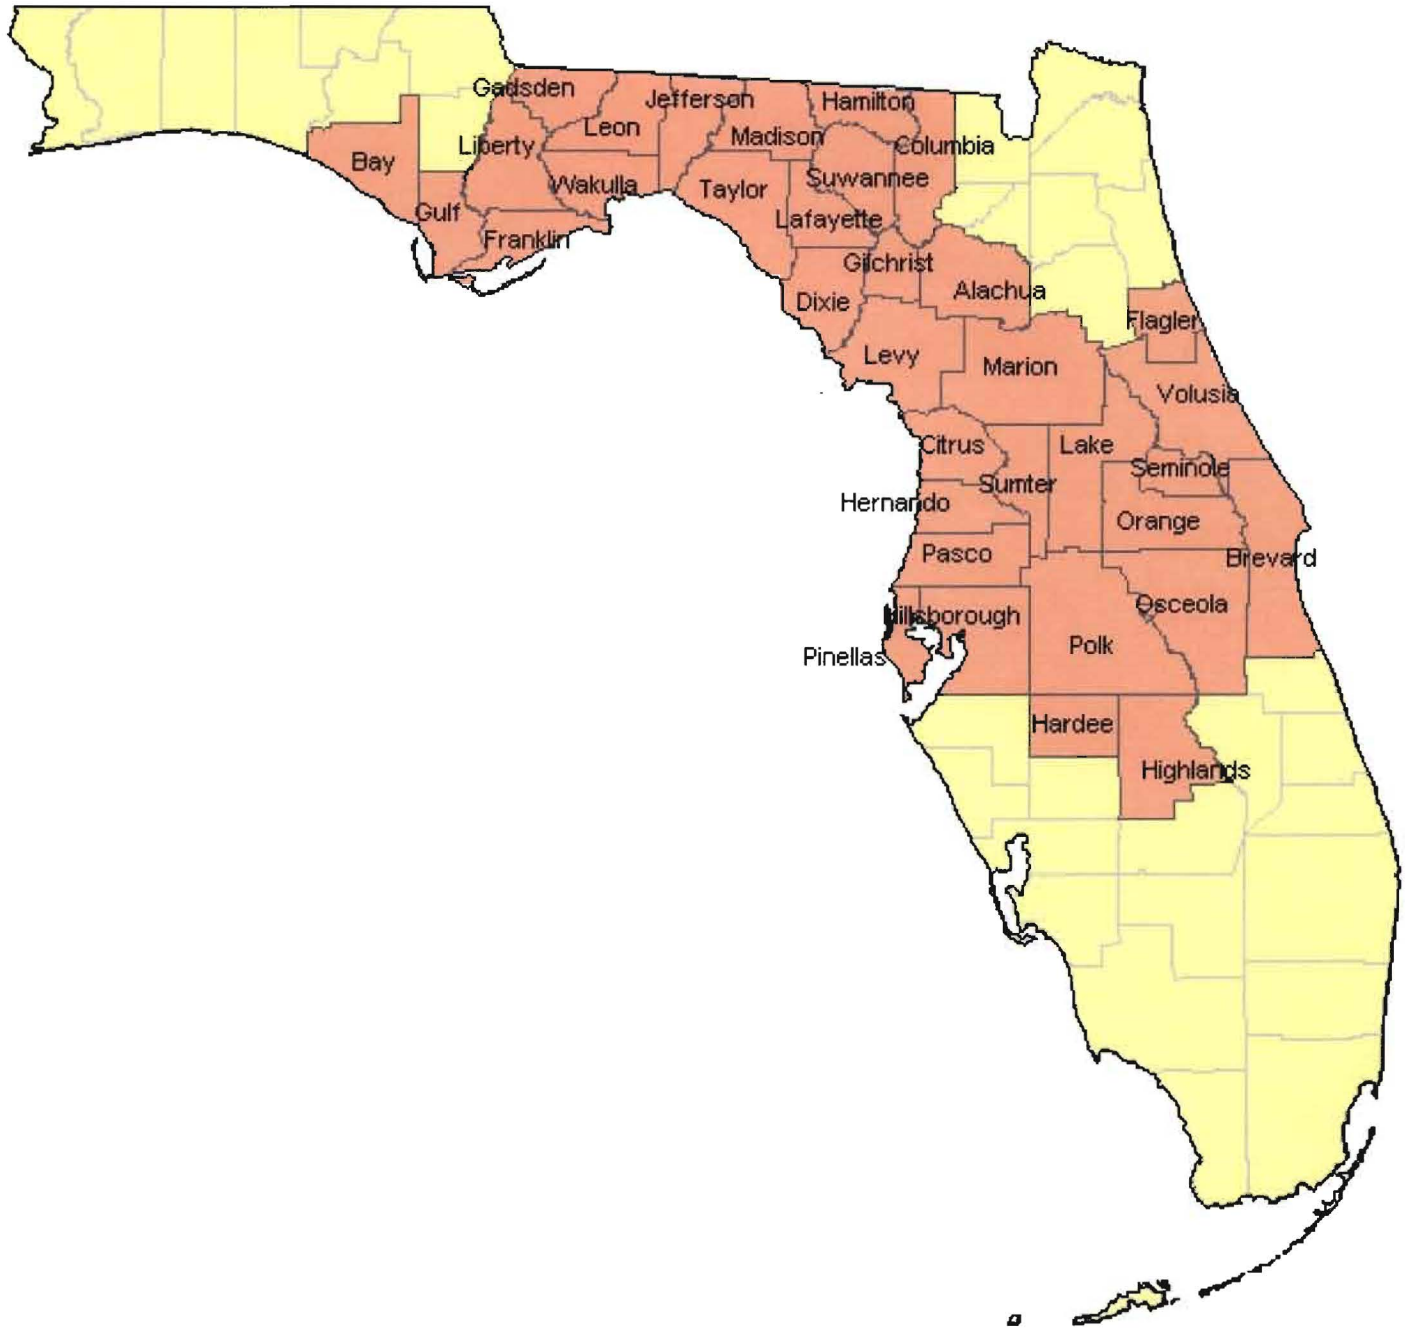 Gadsden
Jefferson
Hamilton
Leon
Madison
Liberty
Columbia
Bay
Suwannee
Wakulla
Taylor
Gulf
Lafayette
Franklin
Gilchrist
Alachua
Dixie
Flagler
Levy
Marion
Volusia
Citrus
Lake
Seminole
Sumter
Hernando
Orange
Pasco
Brevard
Osceola
Hillsborough
Polk
Pinellas
Hardee
Highlands